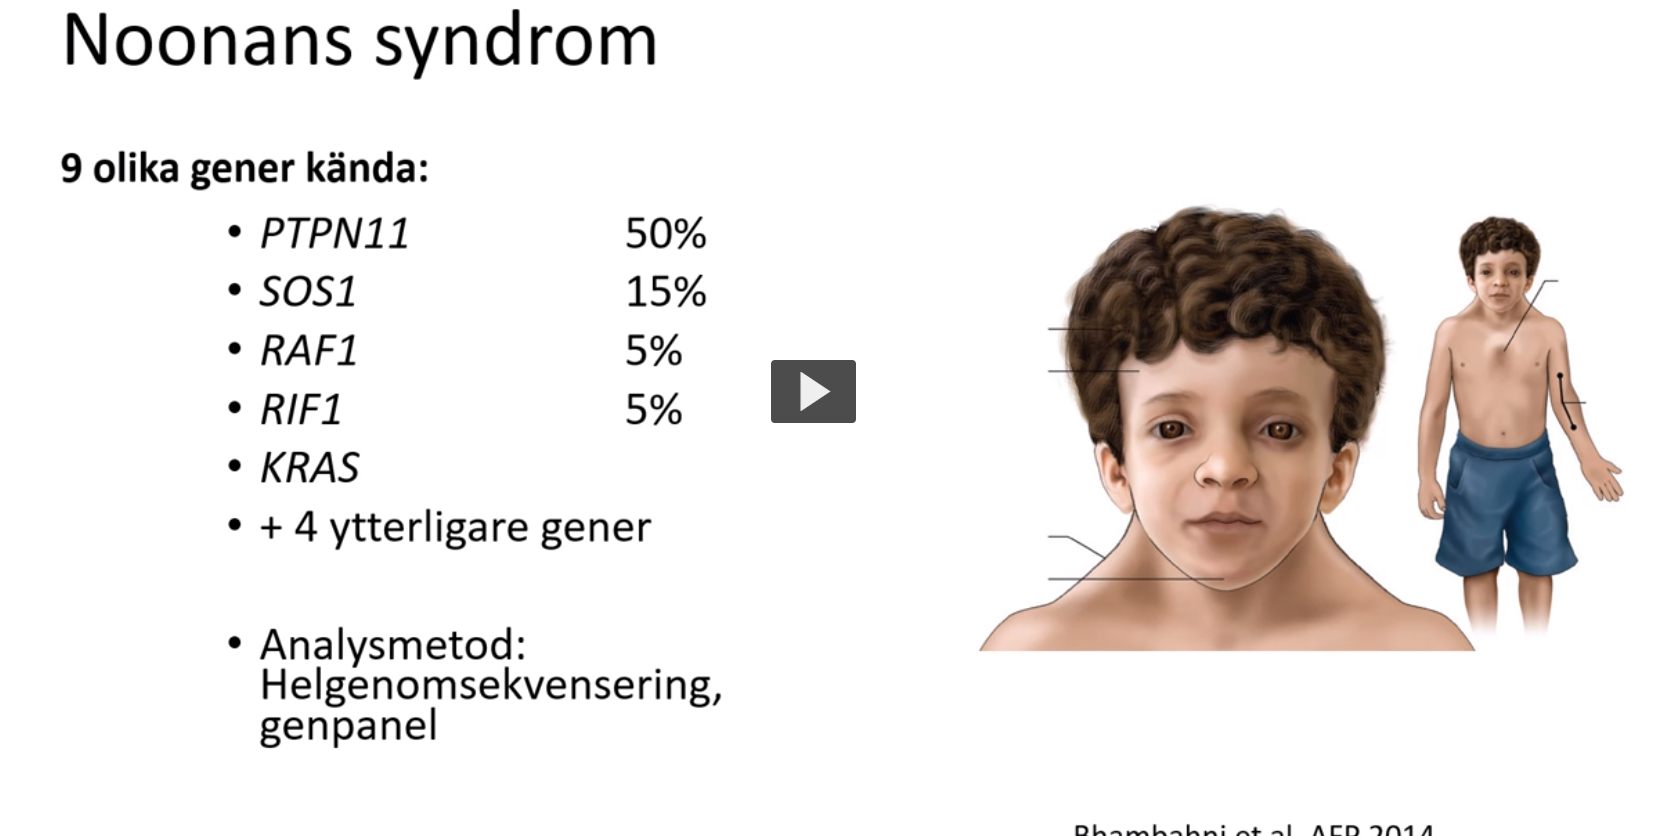 Noonans syndrom
9 olika gener kända:
• PTPN11 50%
• SOS1 15%
• RAF1 5%
• RIF1 5%
• KRAS
• + 4 ytterligare gener
• Analysmetod:
Helgenomsekvensering,
genpanel
Bhambahni et al. AFP 2014